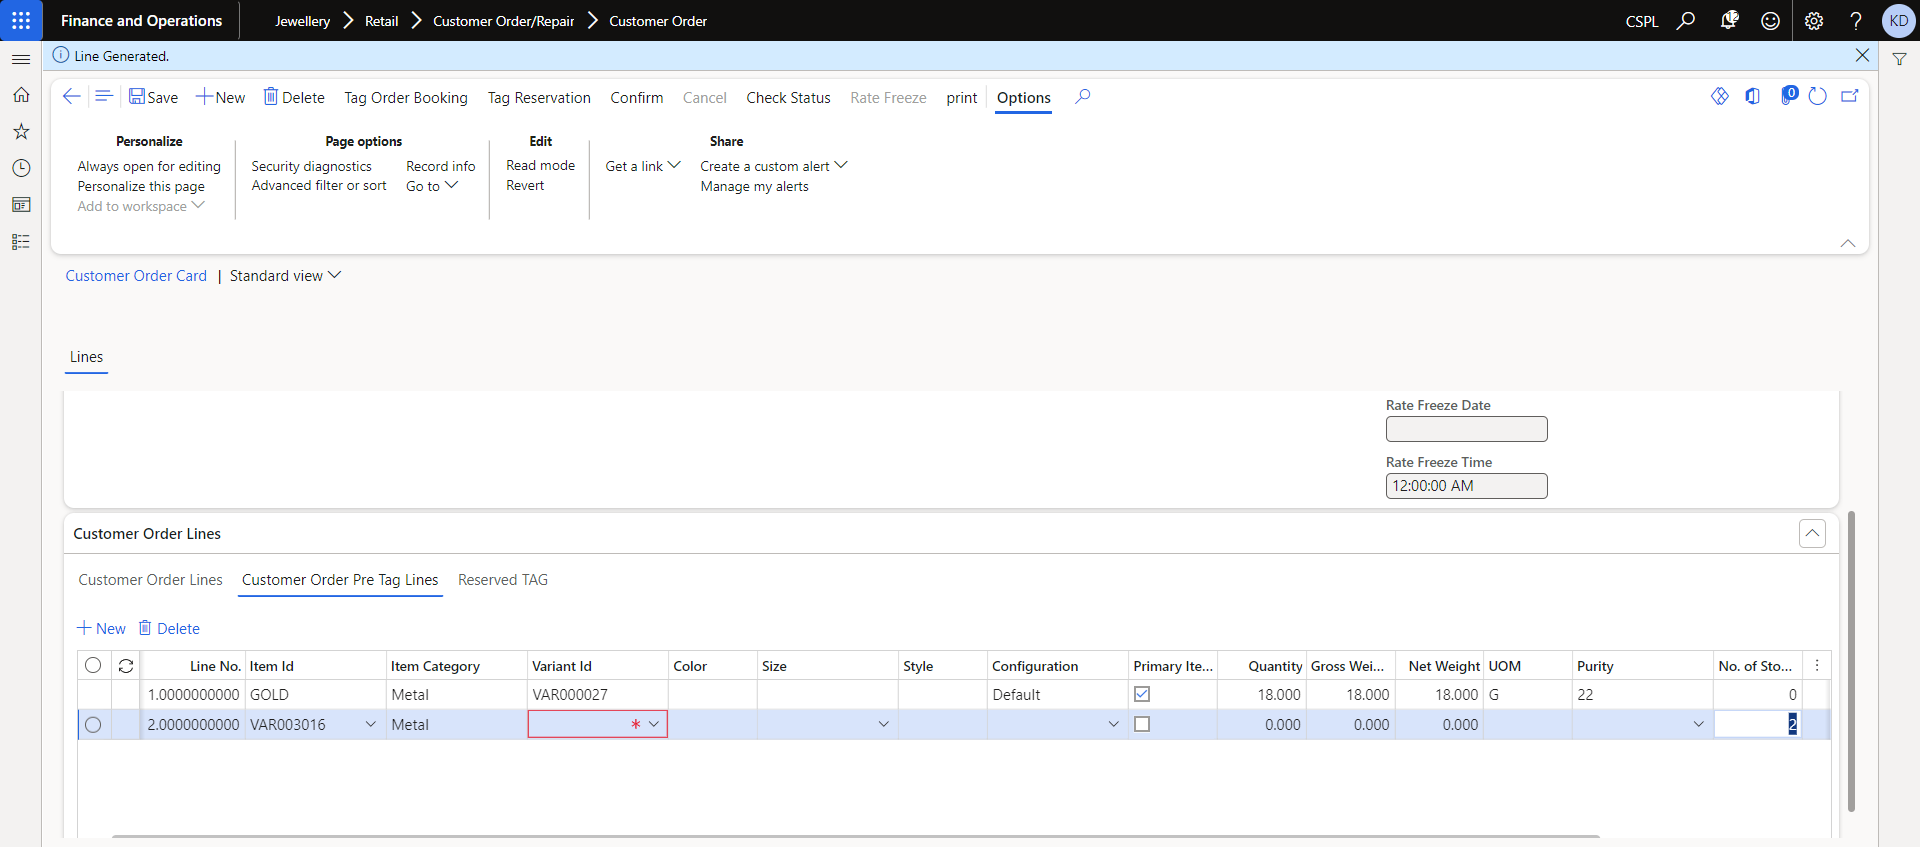 Finance and Operations
Jewellery > Retail > Customer Order/Repair > Customer Order
CSPL
12
?
KD
Line Generated.
Save
New
Delete
Tag Order Booking
Tag Reservation
Confirm
Cancel
Check Status
Rate Freeze
print
Options
0
Personalize
Always open for editing
Personalize this page
Add to workspace
Page options
Security diagnostics
Advanced filter or sort
Record info
Go to
Edit
Read mode
Revert
Get a link
Share
Create a custom alert
Manage my alerts
Customer Order Card | Standard view
Lines
Rate Freeze Date
Rate Freeze Time
12:00:00 AM
Customer Order Lines
Customer Order Lines
Customer Order Pre Tag Lines
Reserved TAG
New
Delete
Line No. Item Id Item Category Variant Id Color Size Style Configuration Primary Ite... Quantity Gross Wei... Net Weight UOM Purity No. of Sto...
1.0000000000 GOLD Metal VAR000027 Default 18.000 18.000 18.000 G 22 0
2.0000000000 VAR003016 Metal * 0.000 0.000 0.000 2